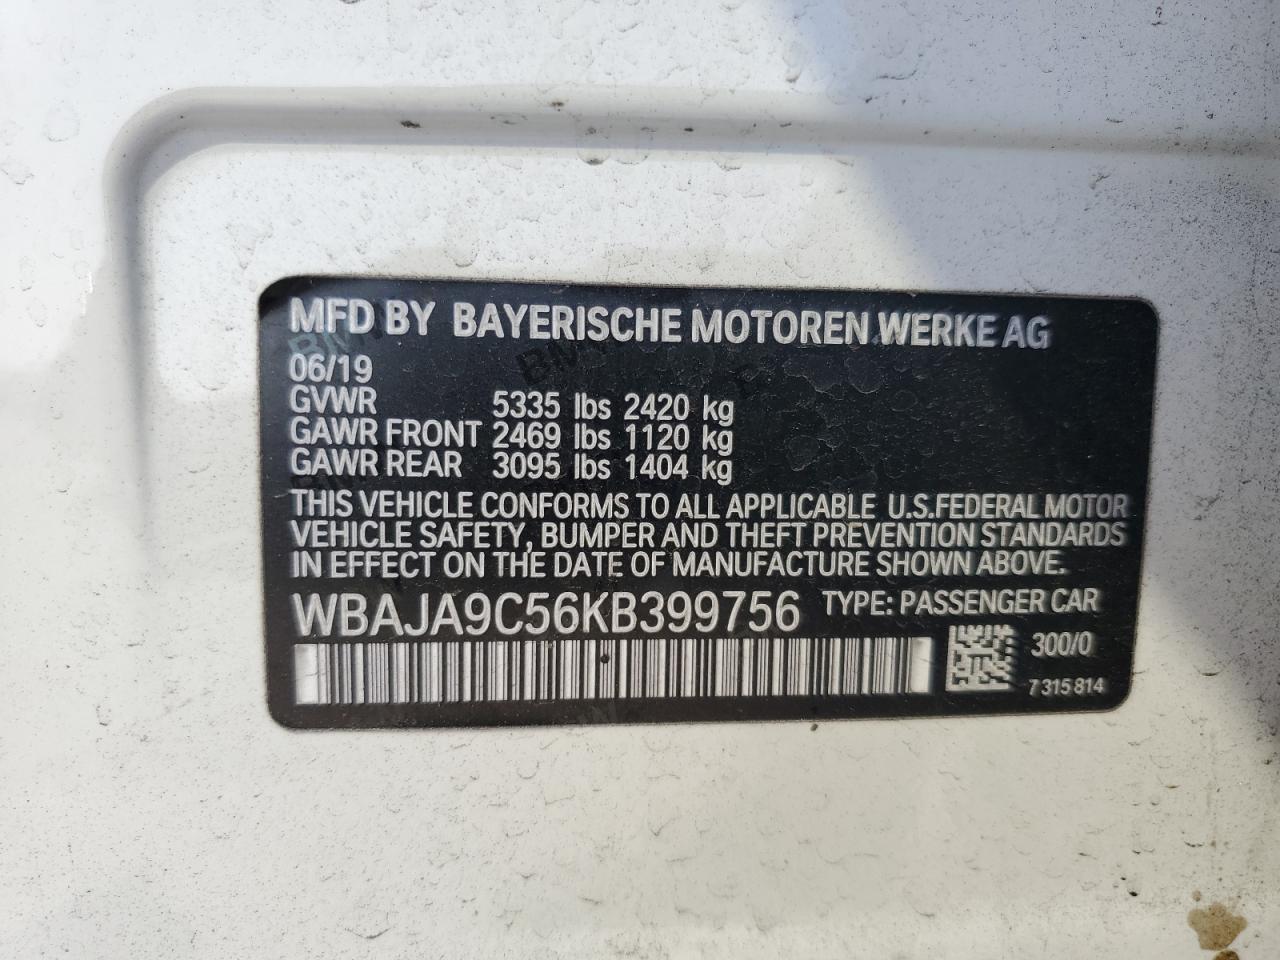 MFD BY BAYERISCHE MOTOREN WERKE AG
06/19
GVWR 5335 lbs 2420 kg
GAWR FRONT 2469 lbs 1120 kg
GAWR REAR 3095 lbs 1404 kg
THIS VEHICLE CONFORMS TO ALL APPLICABLE U.S.FEDERAL MOTOR
VEHICLE SAFETY, BUMPER AND THEFT PREVENTION STANDARDS
IN EFFECT ON THE DATE OF MANUFACTURE SHOWN ABOVE.
WBAJA9C56KB399756 TYPE: PASSENGER CAR
300/0
7 315 814